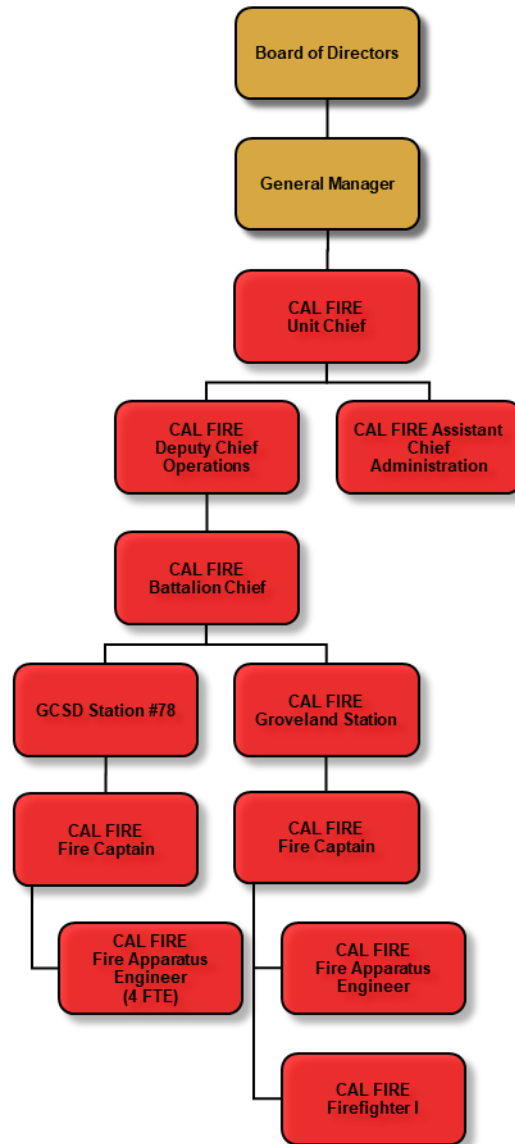 Board of Directors
General Manager
CAL FIRE
Unit Chief
CAL FIRE
Deputy Chief
Operations
CAL FIRE Assistant
Chief
Administration
CAL FIRE
Battalion Chief
GCSD Station #78
CAL FIRE
Groveland Station
CAL FIRE
Fire Captain
CAL FIRE
Fire Captain
CAL FIRE
Fire Apparatus
Engineer
(4 FTE)
CAL FIRE
Fire Apparatus
Engineer
CAL FIRE
Firefighter I